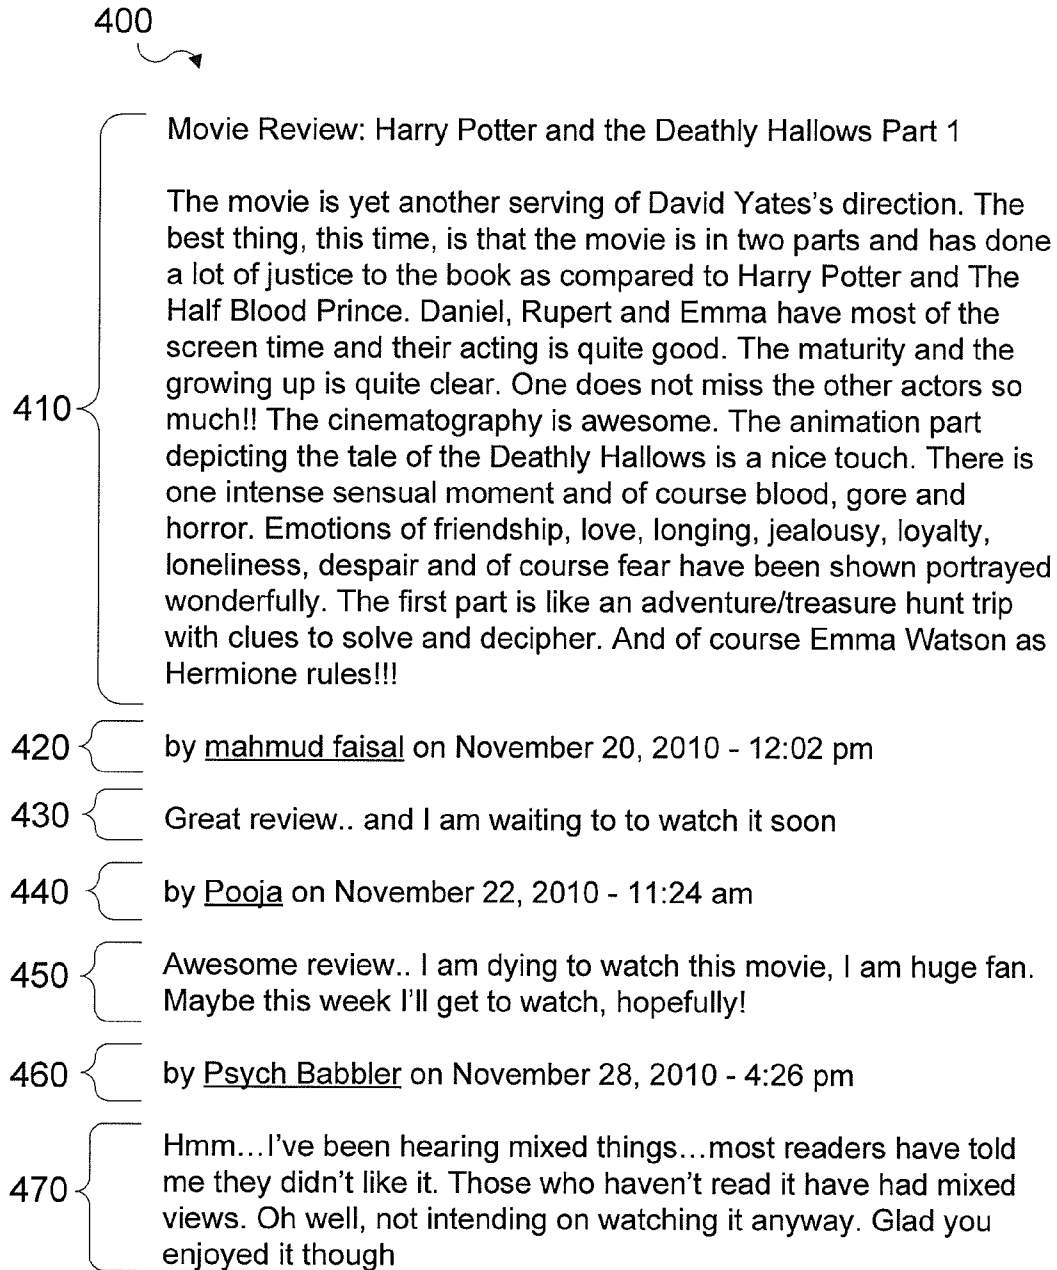 400
Movie Review: Harry Potter and the Deathly Hallows Part 1
The movie is yet another serving of David Yates's direction. The
best thing, this time, is that the movie is in two parts and has done
a lot of justice to the book as compared to Harry Potter and The
Half Blood Prince. Daniel, Rupert and Emma have most of the
screen time and their acting is quite good. The maturity and the
growing up is quite clear. One does not miss the other actors so
410 much!! The cinematography is awesome. The animation part
depicting the tale of the Deathly Hallows is a nice touch. There is
one intense sensual moment and of course blood, gore and
horror. Emotions of friendship, love, longing, jealousy, loyalty,
loneliness, despair and of course fear have been shown portrayed
wonderfully. The first part is like an adventure/treasure hunt trip
with clues to solve and decipher. And of course Emma Watson as
Hermione rules!!!
420 by mahmud faisal on November 20, 2010 - 12:02 pm
430 Great review.. and I am waiting to to watch it soon
440 by Pooja on November 22, 2010 - 11:24 am
450 Awesome review.. I am dying to watch this movie, I am huge fan.
Maybe this week I'll get to watch, hopefully!
460 by Psych Babbler on November 28, 2010 - 4:26 pm
Hmm...I've been hearing mixed things...most readers have told
470 me they didn't like it. Those who haven't read it have had mixed
views. Oh well, not intending on watching it anyway. Glad you
enjoyed it though